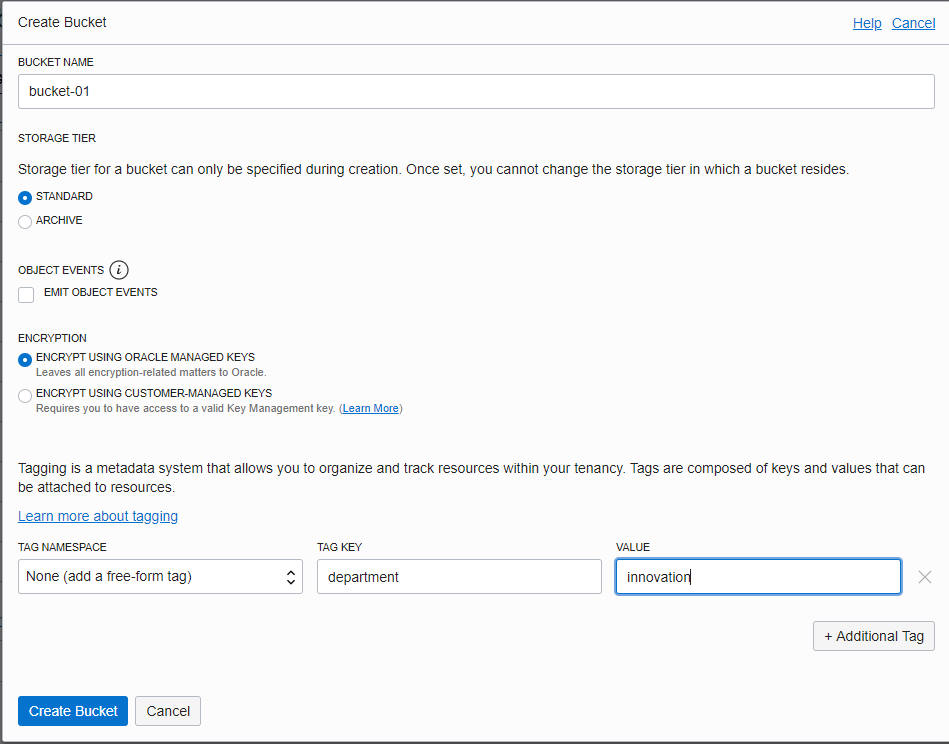 Create Bucket
Help Cancel
BUCKET NAME
bucket-01
STORAGE TIER
Storage tier for a bucket can only be specified during creation. Once set, you cannot change the storage tier in which a bucket resides.
STANDARD
ARCHIVE
OBJECT EVENTS i
EMIT OBJECT EVENTS
ENCRYPTION
ENCRYPT USING ORACLE MANAGED KEYS
Leaves all encryption-related matters to Oracle.
ENCRYPT USING CUSTOMER-MANAGED KEYS
Requires you to have access to a valid Key Management key. (Learn More)
Tagging is a metadata system that allows you to organize and track resources within your tenancy. Tags are composed of keys and values that can
be attached to resources.
Learn more about tagging
TAG NAMESPACE TAG KEY VALUE
None (add a free-form tag) department innovation
+ Additional Tag
Create Bucket Cancel